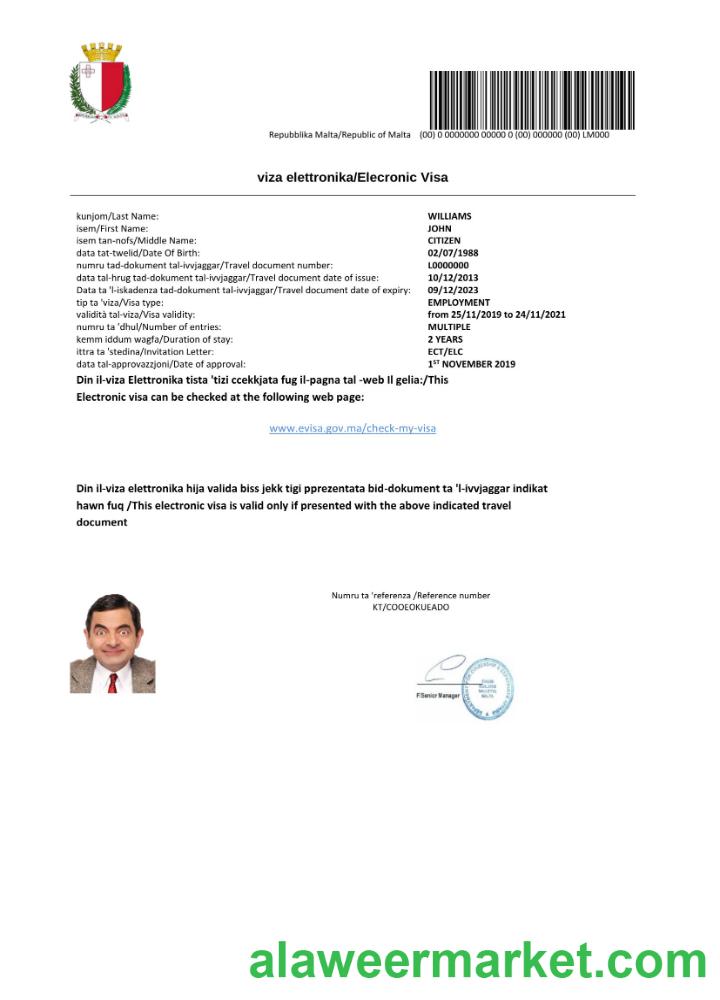 Repubblika Malta/Republic of Malta (00) 0 0000000 00000 0 (00) 000000 (00) LM000
viza elettronika/Elecronic Visa
kunjom/Last Name: WILLIAMS
isem/First Name: JOHN
isem tan-nofs/Middle Name: CITIZEN
data tat-twelid/Date Of Birth: 02/07/1988
numru tad-dokument tal-ivvjaggar/Travel document number: L0000000
data tal-hrug tad-dokument tal-ivvjaggar/Travel document date of issue: 10/12/2013
Data ta 'l-iskadenza tad-dokument tal-ivvjaggar/Travel document date of expiry: 09/12/2023
tip ta 'viza/Visa type: EMPLOYMENT
validità tal-viza/Visa validity: from 25/11/2019 to 24/11/2021
numru ta 'dhul/Number of entries: MULTIPLE
kemm iddum wagfa/Duration of stay: 2 YEARS
ittra ta 'stedina/Invitation Letter: ECT/ELC
data tal-approvazzjoni/Date of approval: 1ST NOVEMBER 2019
Din il-viza Elettronika tista 'tizi ccekkjata fug il-pagna tal -web Il gelia:/This
Electronic visa can be checked at the following web page:
www.evisa.gov.ma/check-my-visa
Din il-viza elettronika hija valida biss jekk tigi pprezentata bid-dokument ta 'l-ivvjaggar indikat
hawn fuq /This electronic visa is valid only if presented with the above indicated travel
document
Numru ta 'referenza /Reference number
KT/COOEOKUEADO
F/Senior Manager
alaweermarket.com